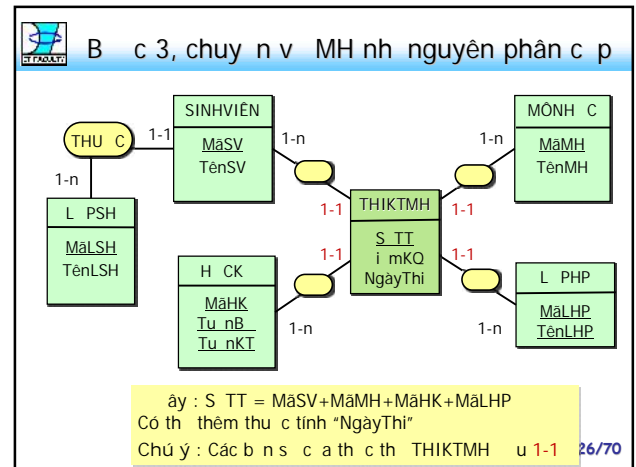 IT FACULTY
B c 3, chuy n v MH nh nguyên phân c p
SINHVIÊN
MãSV
TênSV
MÔNH C
MãMH
TênMH
THU C
1-1
1-n
1-n
1-n
L PSH
MãLSH
TênLSH
THIKTMH
S TT
i mKQ
NgàyThi
1-1
1-1
1-1
1-1
H CK
MãHK
Tu nB
Tu nKT
1-n
L PHP
MãLHP
TênLHP
1-n
ây : S TT = MãSV+MãMH+MãHK+MãLHP
Có th thêm thu c tính "NgàyThi"
Chú ý : Các b n s c a th c th THIKTMH u 1-1
26/70